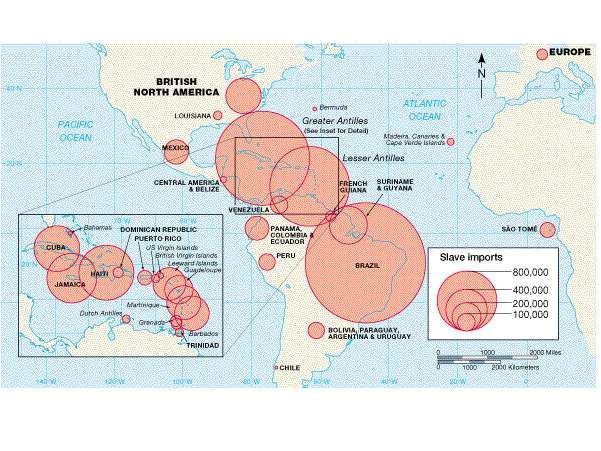 EUROPE
BRITISH
NORTH AMERICA
40° N
40° N
LOUISIANA
Bermuda
ATLANTIC
OCEAN
PACIFIC
OCEAN
Greater Antilles
(See Inset for Detail)
N
Madeira, Canaries &
Cape Verde Islands
MEXICO
Lesser Antilles
20° N
20° N
CENTRAL AMERICA
& BELIZE
FRENCH
GUIANA
SURINAME
& GUYANA
VENEZUELA
PANAMA,
COLOMBIA &
ECUADOR
SÃO TOMÉ
PERU
BRAZIL
BOLIVIA, PARAGUAY,
ARGENTINA & URUGUAY
CHILE
70° W
60° W
Bahamas
DOMINICAN REPUBLIC
PUERTO RICO
US Virgin Islands
British Virgin Islands
Leeward Islands
Guadeloupe
CUBA
20° N
HAITI
JAMAICA
Martinique
Dutch Antilles
Grenada
Barbados
TRINIDAD
Slave imports
800,000
400,000
200,000
100,000
0 1000 2000 Miles
0 1000 2000 Kilometers
140° W
120° W
100° W
80° W
60° W
40° W
20° W
0°